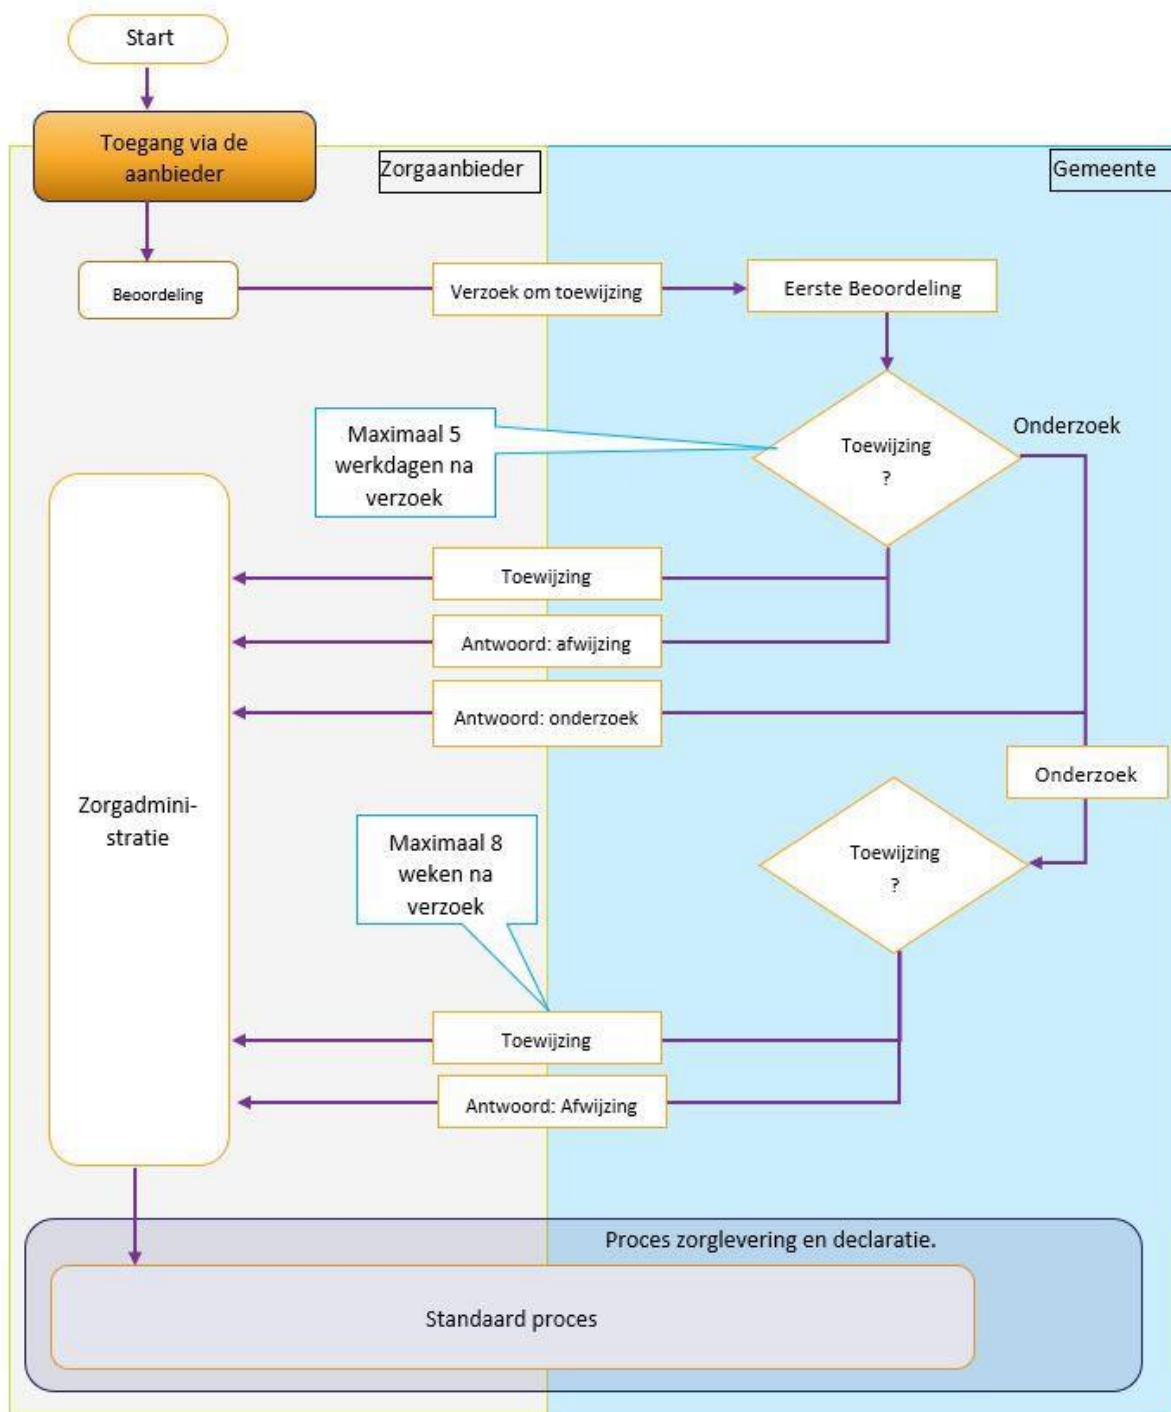 Start
Toegang via de
aanbieder
Zorgaanbieder
Gemeente
Beoordeling
Verzoek om toewijzing
Eerste Beoordeling
Maximaal 5
werkdagen na
verzoek
Toewijzing
?
Onderzoek
Toewijzing
Antwoord: afwijzing
Antwoord: onderzoek
Onderzoek
Zorgadmini-
stratie
Maximaal 8
weken na
verzoek
Toewijzing
?
Toewijzing
Antwoord: Afwijzing
Proces zorglevering en declaratie.
Standaard proces